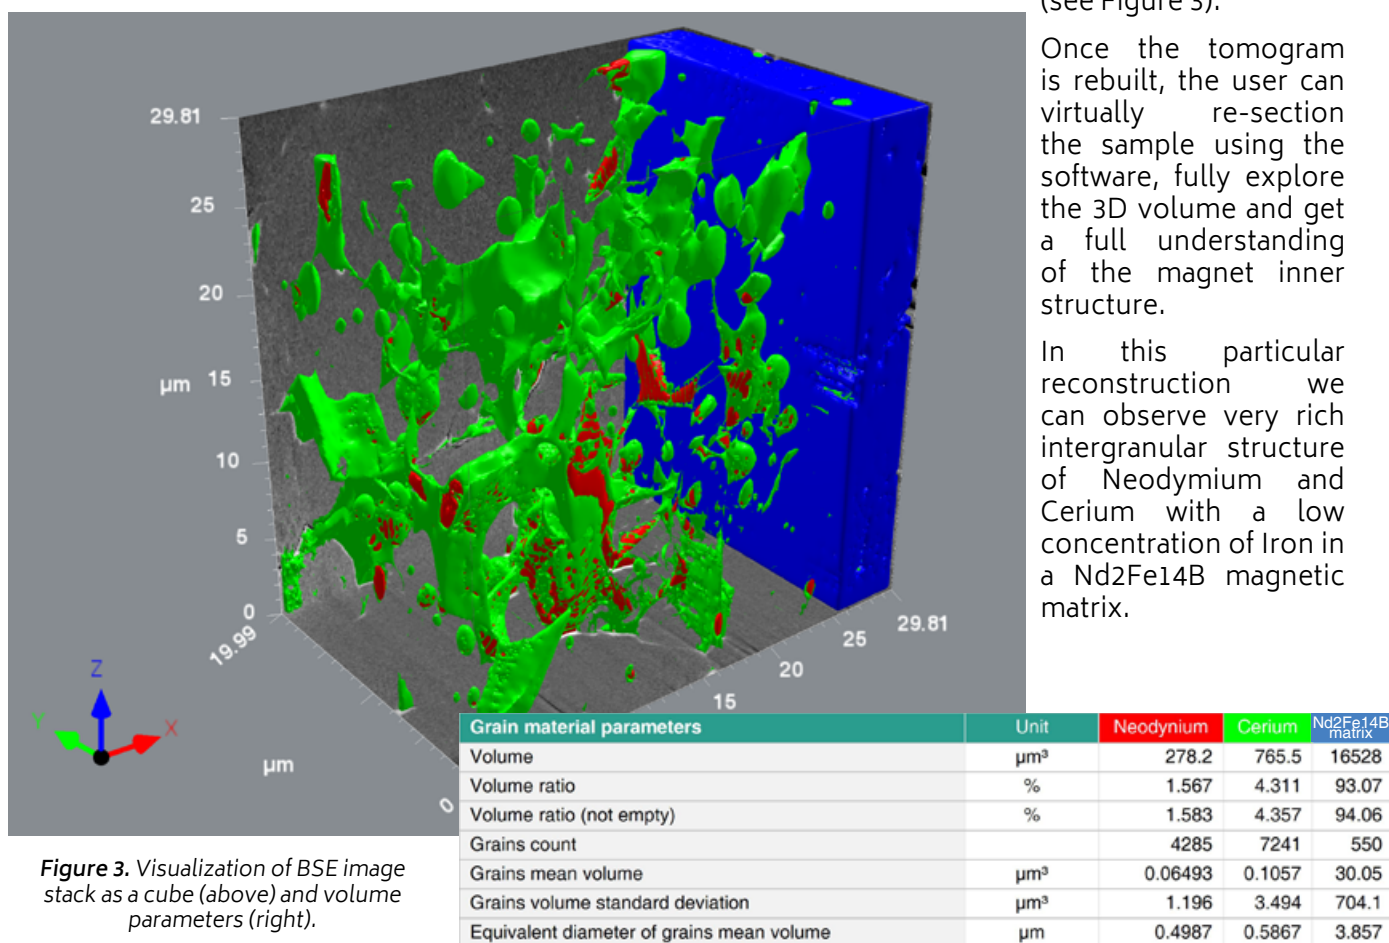 (see Figure 3).
Once the tomogram
is rebuilt, the user can
virtually re-section
the sample using the
software, fully explore
the 3D volume and get
a full understanding
of the magnet inner
structure.
In this particular
reconstruction we
can observe very rich
intergranular structure
of Neodymium and
Cerium with a low
concentration of Iron in
a Nd2Fe14B magnetic
matrix.
29.81
25
20
µm 15
10
5
0
19.99
29.81
25
20
15
µm
0
Z
Y
X
Grain material parameters Unit Neodynium Cerium Nd2Fe14B matrix
Volume µm³ 278.2 765.5 16528
Volume ratio % 1.567 4.311 93.07
Volume ratio (not empty) % 1.583 4.357 94.06
Grains count 4285 7241 550
Grains mean volume µm³ 0.06493 0.1057 30.05
Grains volume standard deviation µm³ 1.196 3.494 704.1
Equivalent diameter of grains mean volume µm 0.4987 0.5867 3.857
Figure 3. Visualization of BSE image
stack as a cube (above) and volume
parameters (right).